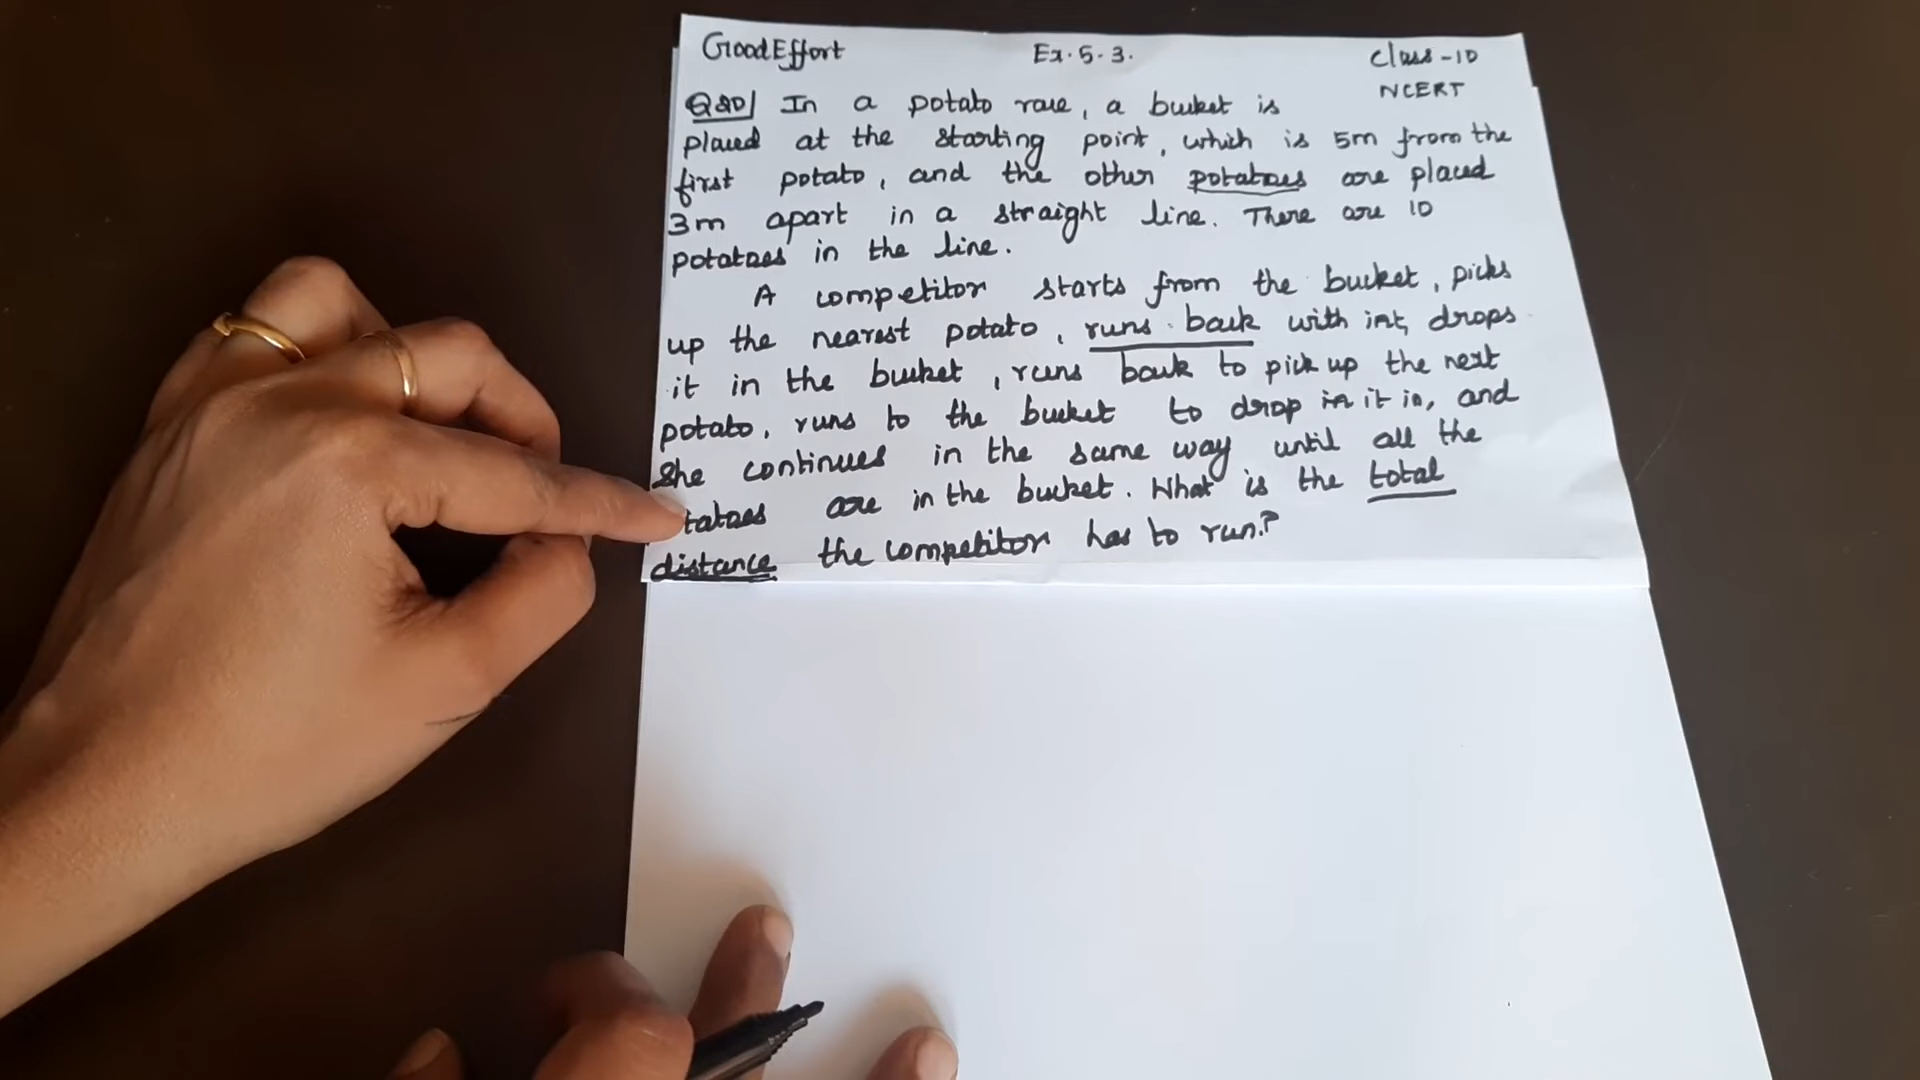 GoodEffort Ex. 5.3. Class-10
NCERT
Q20) In a potato race, a bucket is
placed at the starting point, which is 5m from the
first potato, and the other potatoes are placed
3m apart in a straight line. There are 10
potatoes in the line.
A competitor starts from the bucket, picks
up the nearest potato, runs back with it, drops
it in the bucket, runs back to pick up the next
potato, runs to the bucket to drop it in, and
She continues in the same way until all the
tatoes are in the bucket. What is the total
distance the competitor has to run?